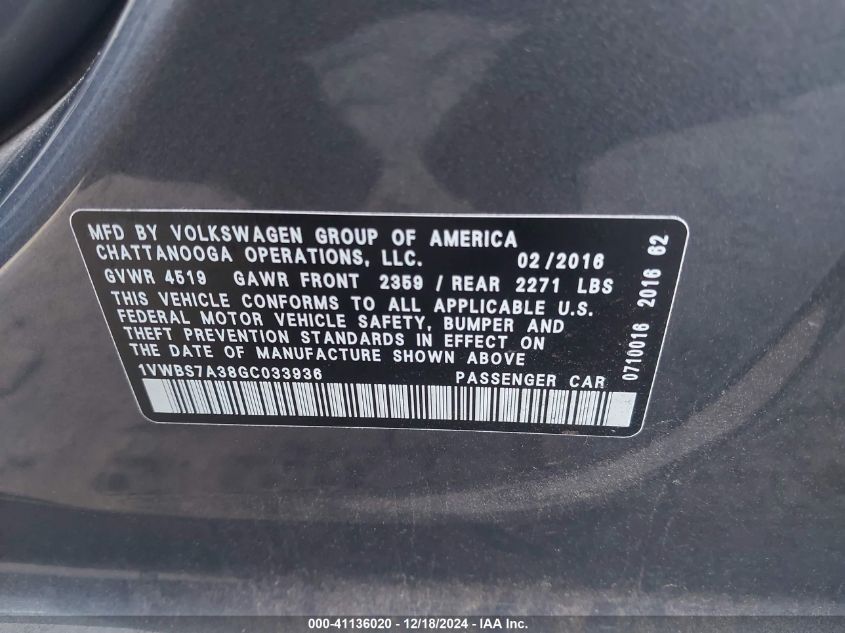 MFD BY VOLKSWAGEN GROUP OF AMERICA
CHATTANOOGA OPERATIONS, LLC. 02/2016
GVWR 4519 GAWR FRONT 2359 / REAR 2271 LBS
THIS VEHICLE CONFORMS TO ALL APPLICABLE U.S.
FEDERAL MOTOR VEHICLE SAFETY, BUMPER AND
THEFT PREVENTION STANDARDS IN EFFECT ON
THE DATE OF MANUFACTURE SHOWN ABOVE
1VWBS7A38GC033936 PASSENGER CAR
0710016 2016 62
000-41136020 - 12/18/2024 - IAA, Inc.